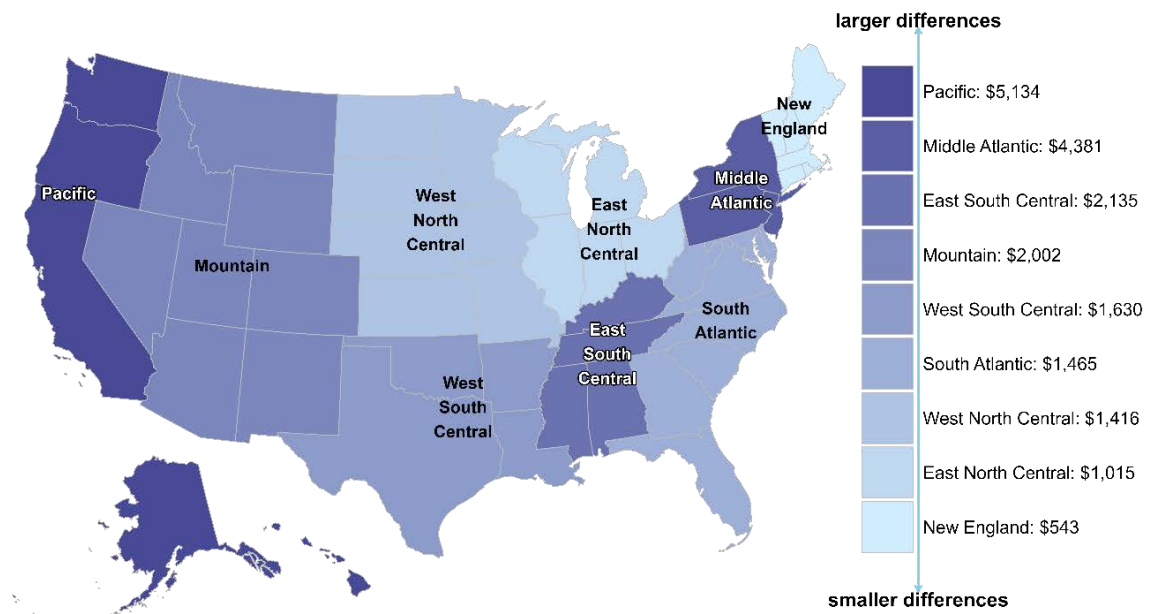 larger differences
Pacific: $5,134
Middle Atlantic: $4,381
East South Central: $2,135
Mountain: $2,002
West South Central: $1,630
South Atlantic: $1,465
West North Central: $1,416
East North Central: $1,015
New England: $543
smaller differences
Pacific
Mountain
West
North
Central
West
South
Central
East
North
Central
East
South
Central
South
Atlantic
Middle
Atlantic
New
England